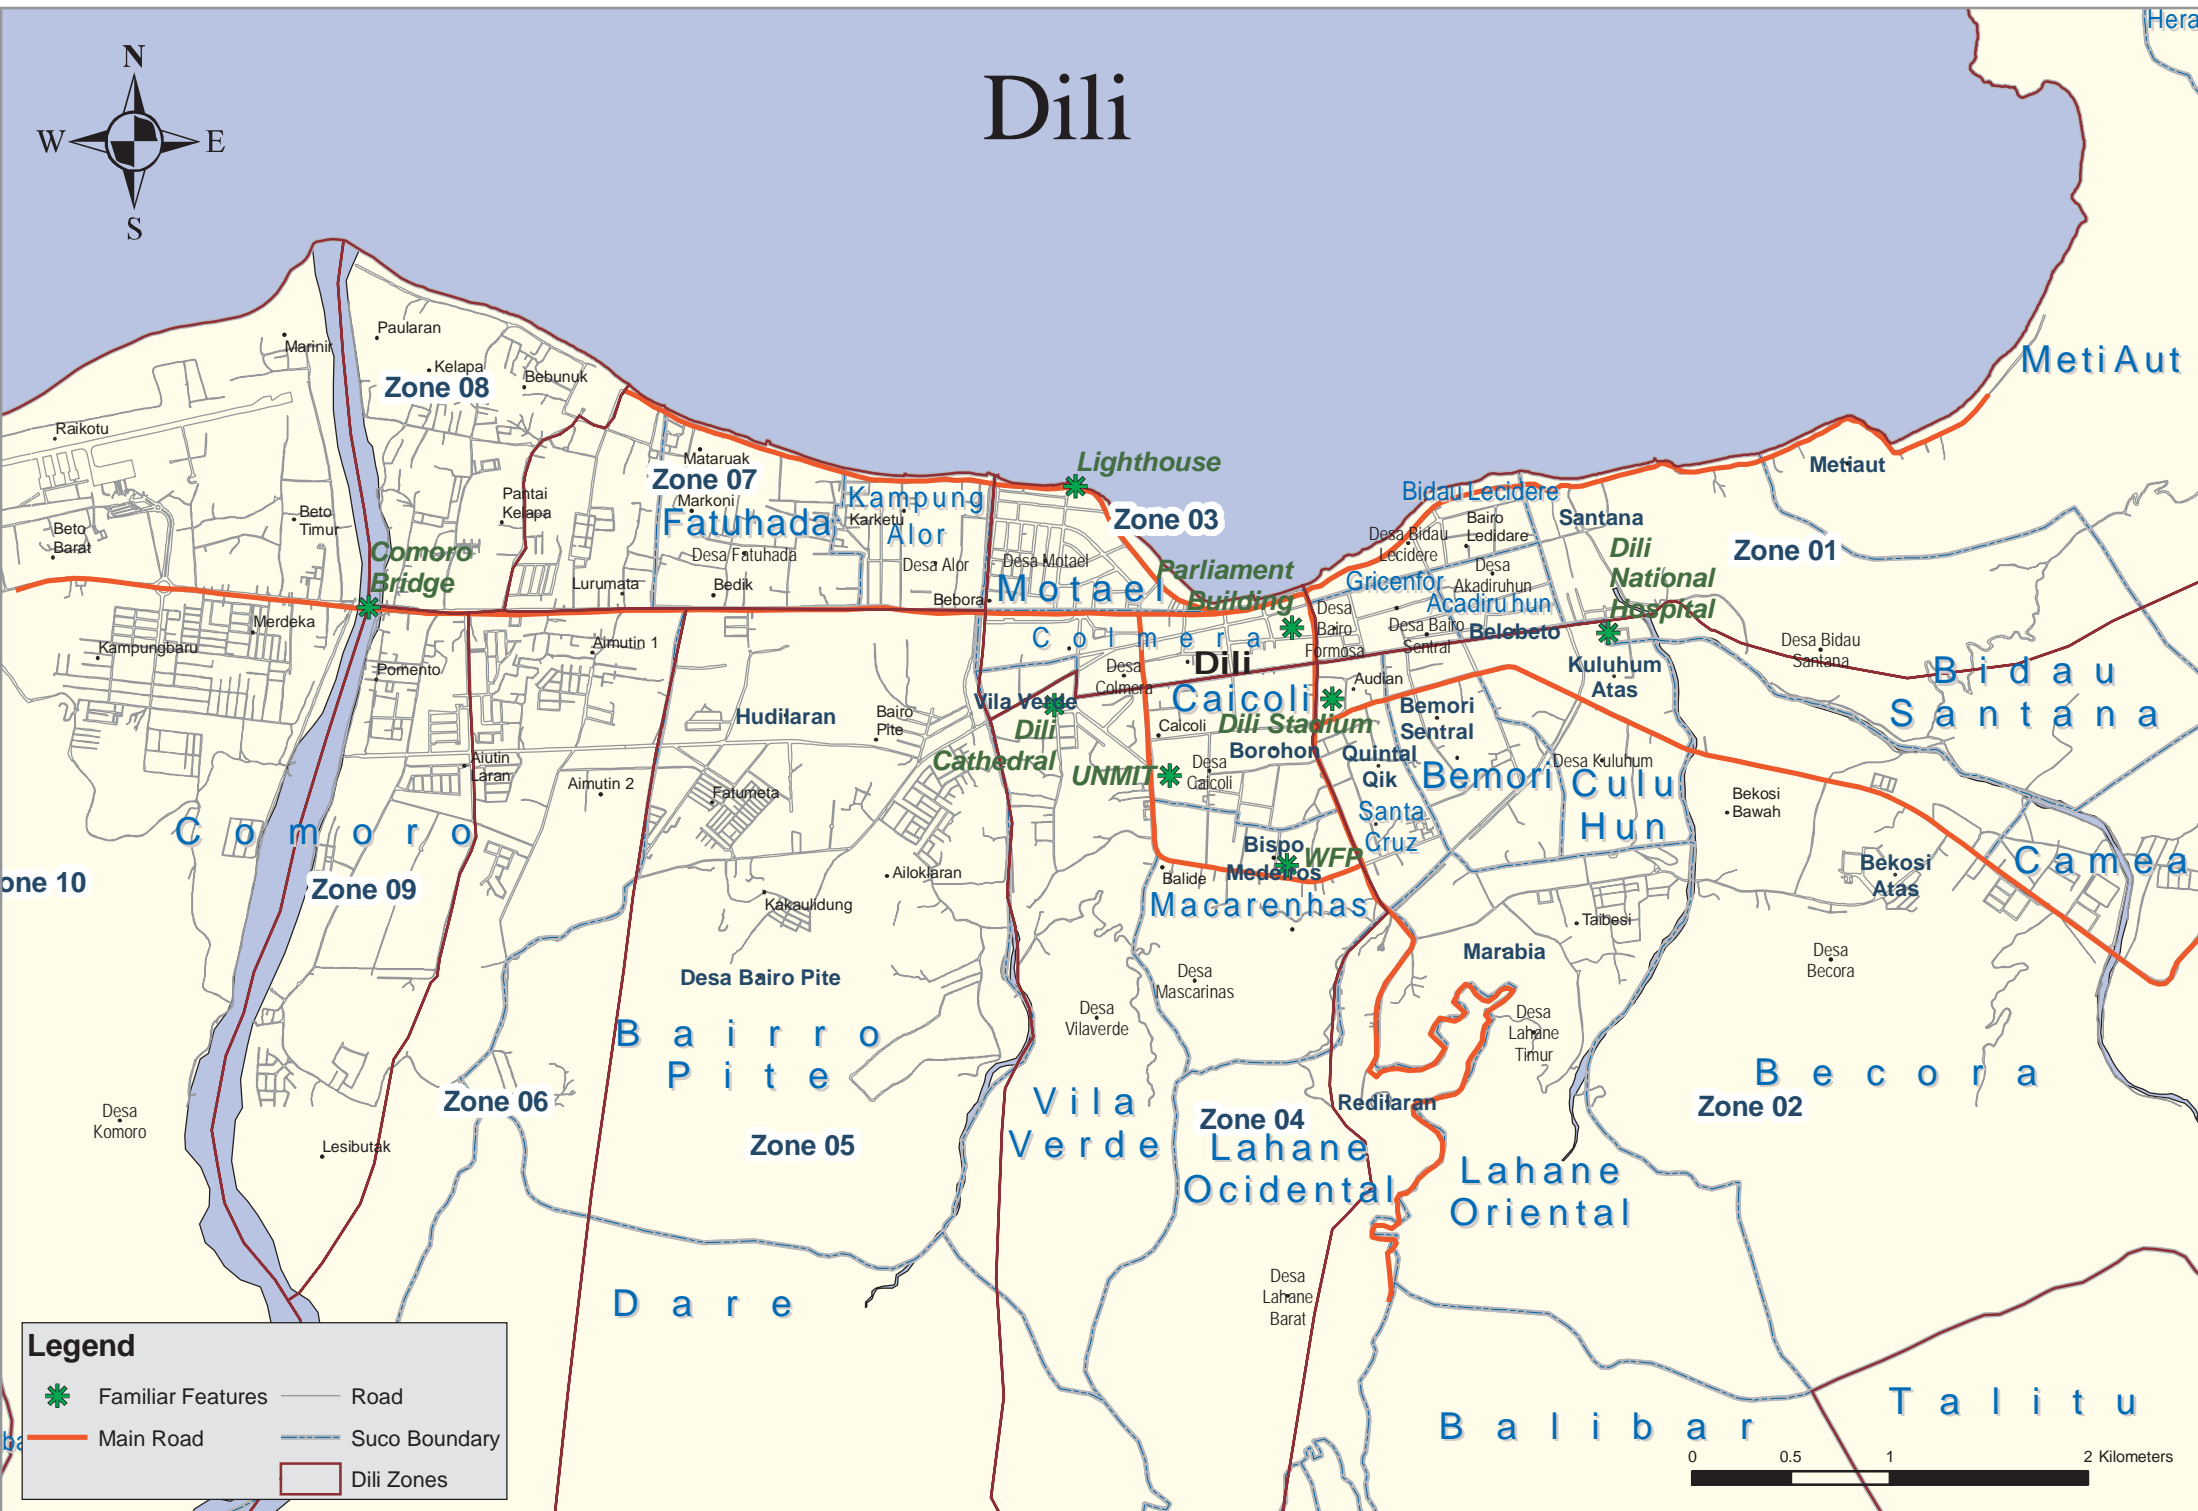 Hera
N
Dili
W
E
S
Marinir
Paularan
Kelapa
Zone 08
Bebunuk
MetiAut
Raikotu
Mataruak
Zone 07
Markoni
Lighthouse
Metiaut
Kampung
Alor
Karketu
Bidau Lecidere
Pantai
Kelapa
Beto
Timur
Beto
Barat
Fatuhada
Zone 03
Bairo
Ledidare
Santana
Desa Bidau
Lecidere
Dili
National
Hospital
Zone 01
Comoro
Bridge
Desa Fatuhada
Desa Alor
Desa Motael
Motael
Parliament
Building
Desa
Akadiruhun
Gricenfor
Acadiru hun
Lurumata
Bedik
Bebora
Desa
Bairo
Formosa
Desa Bairo
Sentral
Belebeto
Merdeka
Kampungbaru
Aimutin 1
Colmera
Dili
Desa
Colmera
Desa Bidau
Santana
Kuluhum
Atas
Bidau
Santana
Pomento
Audian
Vila Verde
Caicoli
Bemori
Sentral
Hudilaran
Bairo
Pite
Dili
Cathedral
Caicoli
Dili Stadium
Borohon
Quintal
Qik
Alutin
Laran
Aimutin 2
Fatumeta
UNMIT
Desa
Caicoli
Bemori
Desa Kuluhum
Culu
Hun
Bekosi
Bawah
Santa
Cruz
Comoro
Bispo
Medeiros
WFP
Camea
Bekosi
Atas
one 10
Zone 09
Ailoklaran
Balide
Kakaulidung
Macarenhas
Taibesi
Marabia
Desa
Becora
Desa Bairo Pite
Desa
Mascarinas
Desa
Vilaverde
Desa
Lahane
Timur
Bairro
Pite
Becora
Zone 06
Vila
Verde
Redilaran
Zone 02
Desa
Komoro
Zone 04
Lahane
Ocidental
Lesibutak
Zone 05
Lahane
Oriental
Dare
Desa
Lahane
Barat
Talitu
Balibar
ba
Legend
Familiar Features
Road
Main Road
Suco Boundary
Dili Zones
0 0.5 1 2 Kilometers